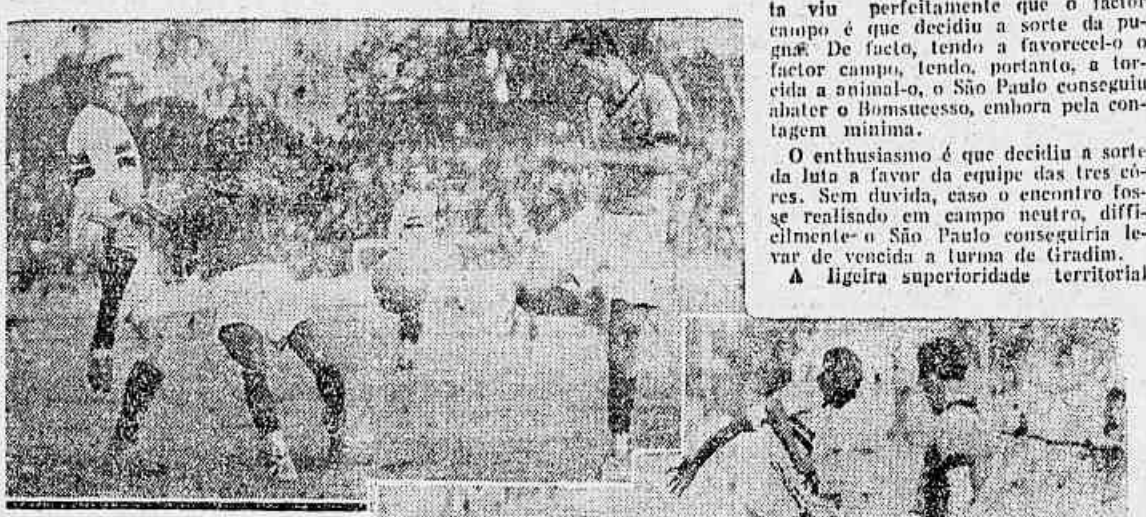 ta viu perfeitamente que o factor
campo é que decidiu a sorte da pu-
gna. De facto, tendo a favorecel-o o
factor campo, tendo, portanto, a tor-
cida a animal-o, o São Paulo conseguiu
abater o Bomsucesso, embora pela con-
tagem minima.
O enthusiasmo é que decidiu a sorte
da luta a favor da equipe das tres cô-
res. Sem duvida, caso o encontro fos-
se realisado em campo neutro, diffi-
cilmente o São Paulo conseguiria le-
var de vencida a turma de Gradim.
A ligeira superioridade territorial